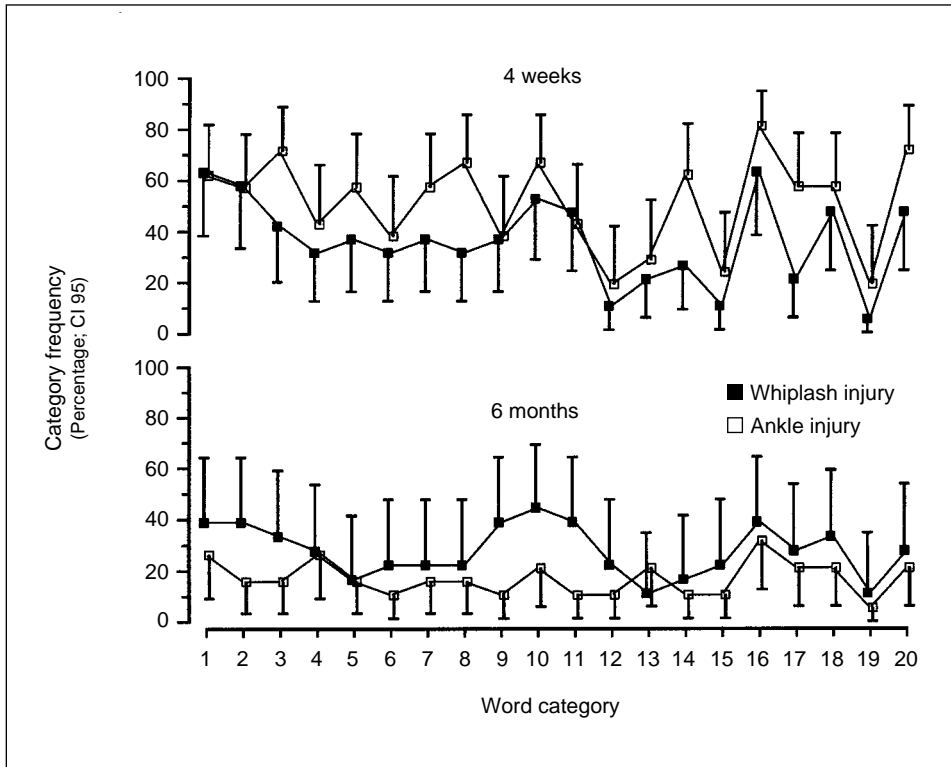 4 weeks
100
80
60
40
20
0
Category frequency
(Percentage; CI 95)
6 months
Whiplash injury
Ankle injury
100
80
60
40
20
0
1 2 3 4 5 6 7 8 9 10 11 12 13 14 15 16 17 18 19 20
Word category